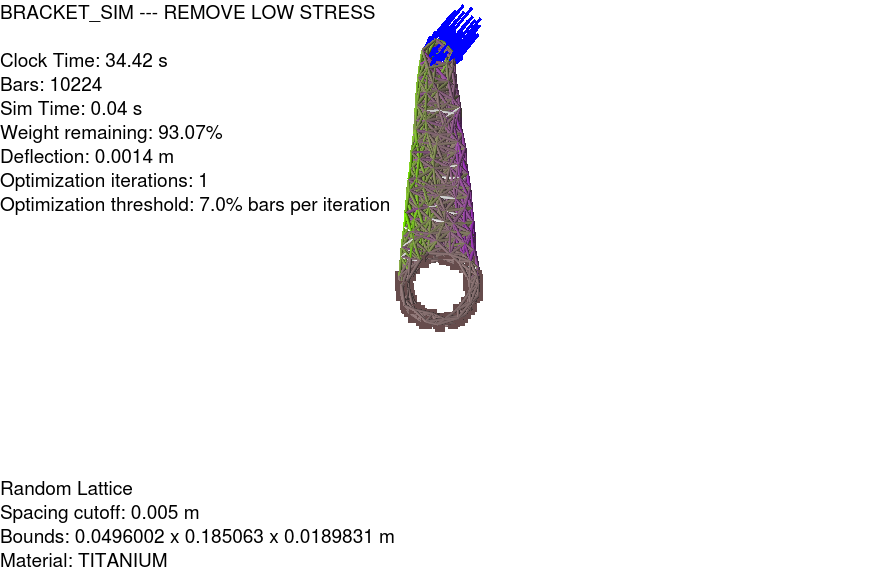 BRACKET_SIM --- REMOVE LOW STRESS
Clock Time: 34.42 s
Bars: 10224
Sim Time: 0.04 s
Weight remaining: 93.07%
Deflection: 0.0014 m
Optimization iterations: 1
Optimization threshold: 7.0% bars per iteration
Random Lattice
Spacing cutoff: 0.005 m
Bounds: 0.0496002 x 0.185063 x 0.0189831 m
Material: TITANIUM